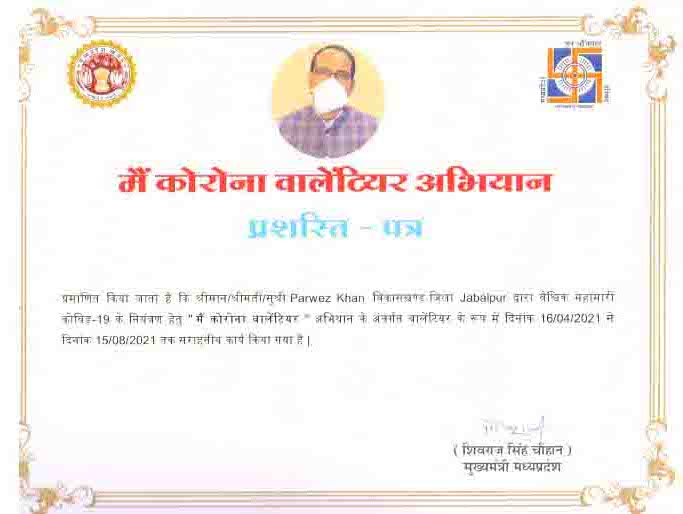 मैं कोरोना वालेंटियर अभियान
प्रशस्ति - पत्र
प्रमाणित किया जाता है कि श्रीमान/श्रीमती/सुश्री Parwez Khan विकासखण्ड जिला Jabalpur द्वारा वैश्विक महामारी
कोविड-19 के नियंत्रण हेतु " मैं कोरोना वालेंटियर " अभियान के अंतर्गत वालेंटियर के रूप में दिनांक 16/04/2021 से
दिनांक 15/08/2021 तक सराहनीय कार्य किया गया है |
( शिवराज सिंह चौहान )
मुख्यमंत्री मध्यप्रदेश